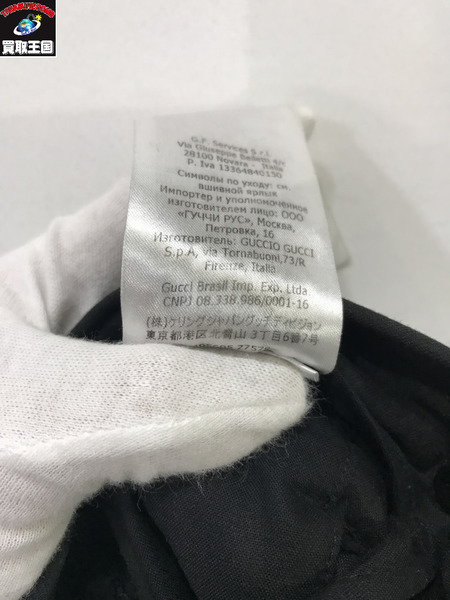 買取王国
G.F. Services S.r.l.
Via Giuseppe Belletti
28100 Novara - Italia
P. Iva 13364840150
Символы по уходу: см.
вшивной ярлык
Импортер и уполномоченное
изготовителем лицо: ООО
"ГУЧЧИ РУС", Москва,
Петровка, 16
Изготовитель: GUCCIO GUCCI
S.p.A, via Tornabuoni,73/R
Firenze, Italia
Gucci Brasil Imp. Exp. Ltda
CNPJ 08.338.986/0001-16
(株)ケリングジャパングッチディビジョン
東京都港区北青山3丁目6番7号